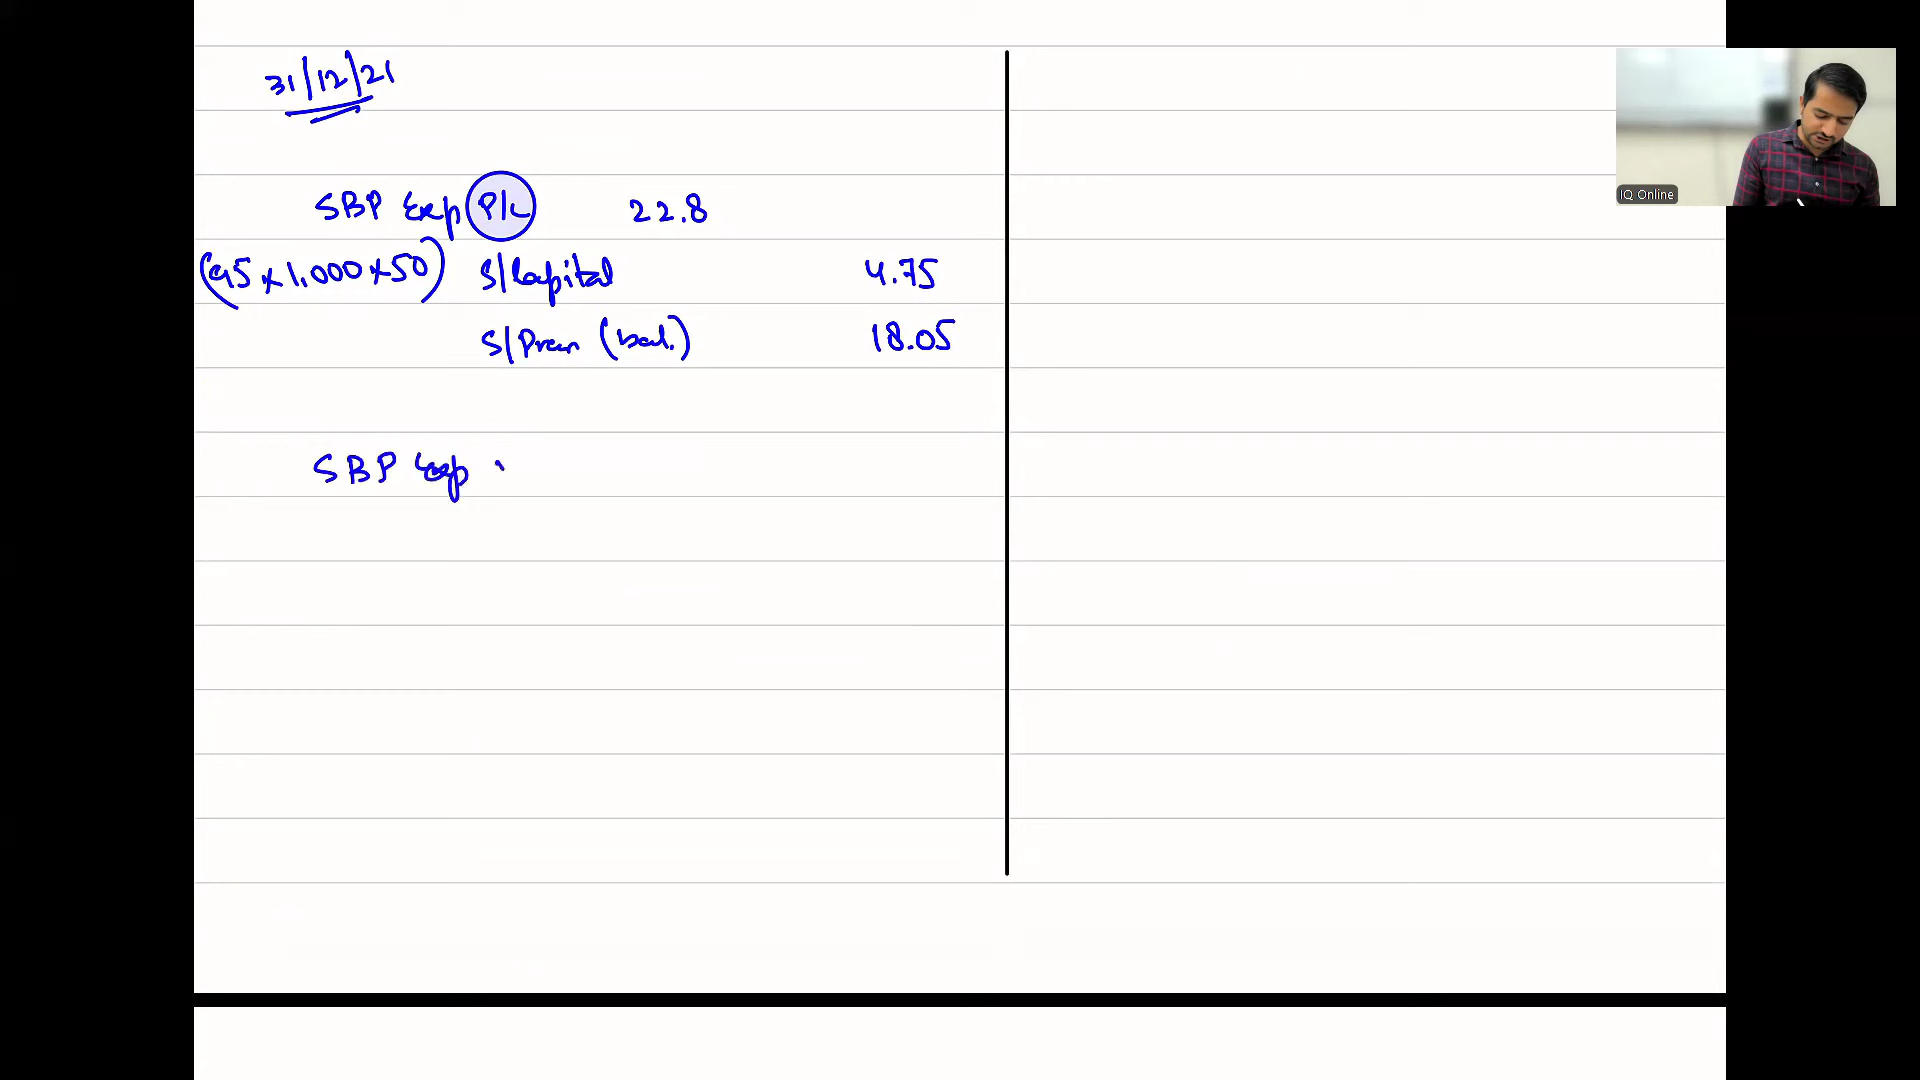 31/12/21
SBP Exp P/L 22.8
(95 x 1,000 x 50) S/Capital 4.75
S/Prem (bal.) 18.05
SBP Exp
IQ Online